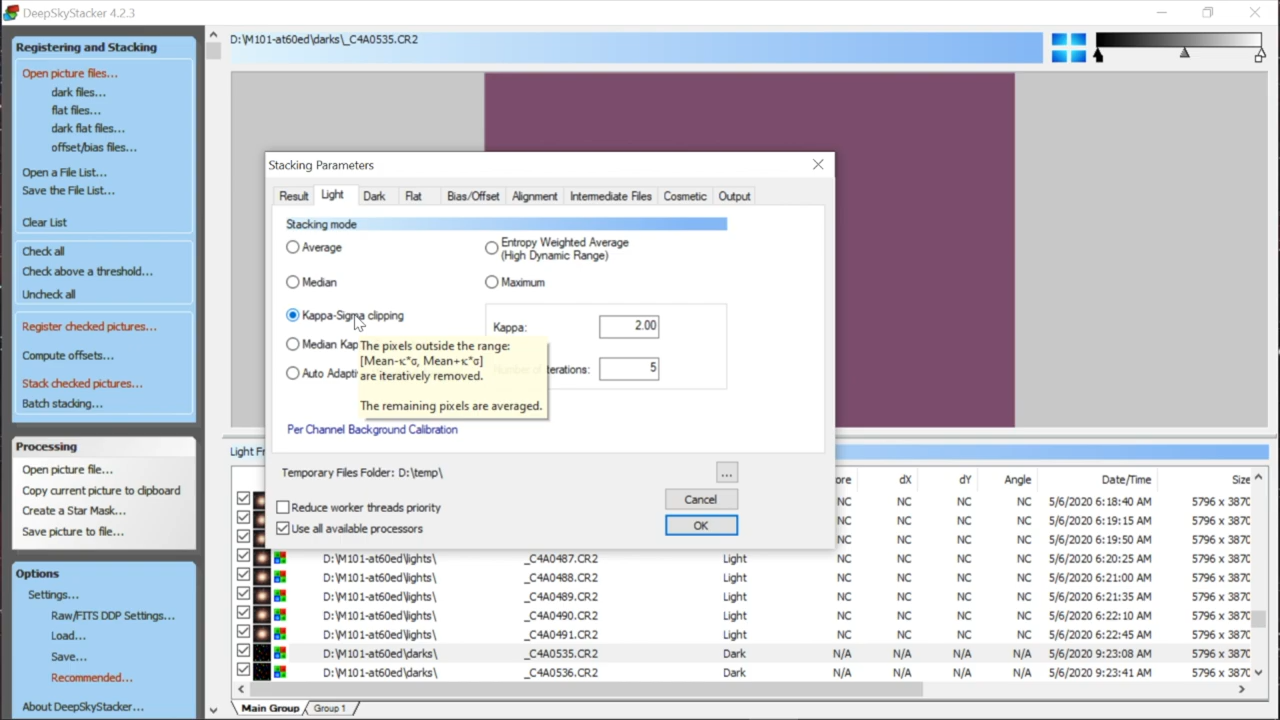 DeepSkyStacker 4.2.3
Registering and Stacking
Open picture files...
dark files...
flat files...
dark flat files...
offset/bias files...
Open a File List...
Save the File List...
Clear List
Check all
Check above a threshold...
Uncheck all
Register checked pictures...
Compute offsets...
Stack checked pictures...
Batch stacking...
Processing
Open picture file...
Copy current picture to clipboard
Create a Star Mask...
Save picture to file...
Options
Settings...
Raw/FITS DDP Settings...
Load...
Save...
Recommended...
About DeepSkyStacker...
D:\M101-at60ed\darks\_C4A0535.CR2
Stacking Parameters
Result Light Dark Flat Bias/Offset Alignment Intermediate Files Cosmetic Output
Stacking mode
Average
Entropy Weighted Average
(High Dynamic Range)
Median
Maximum
Kappa-Sigma clipping
Kappa: 2.00
Median Kap
Auto Adapti
terations: 5
The pixels outside the range:
[Mean-κ*σ, Mean+κ*σ]
are iteratively removed.
The remaining pixels are averaged.
Per Channel Background Calibration
Temporary Files Folder: D:\temp\
...
Reduce worker threads priority
Use all available processors
Cancel
OK
Light Fr
ore dX dY Angle Date/Time Size
NC NC NC NC 5/6/2020 6:18:40 AM 5796 x 387
NC NC NC NC 5/6/2020 6:19:15 AM 5796 x 387
NC NC NC NC 5/6/2020 6:19:50 AM 5796 x 387
D:\M101-at60ed\lights\ _C4A0487.CR2 Light NC NC NC NC 5/6/2020 6:20:25 AM 5796 x 387
D:\M101-at60ed\lights\ _C4A0488.CR2 Light NC NC NC NC 5/6/2020 6:21:00 AM 5796 x 387
D:\M101-at60ed\lights\ _C4A0489.CR2 Light NC NC NC NC 5/6/2020 6:21:35 AM 5796 x 387
D:\M101-at60ed\lights\ _C4A0490.CR2 Light NC NC NC NC 5/6/2020 6:22:10 AM 5796 x 387
D:\M101-at60ed\lights\ _C4A0491.CR2 Light NC NC NC NC 5/6/2020 6:22:45 AM 5796 x 387
D:\M101-at60ed\darks\ _C4A0535.CR2 Dark N/A N/A N/A N/A 5/6/2020 9:23:08 AM 5796 x 387
D:\M101-at60ed\darks\ _C4A0536.CR2 Dark N/A N/A N/A N/A 5/6/2020 9:23:41 AM 5796 x 387
Main Group Group 1